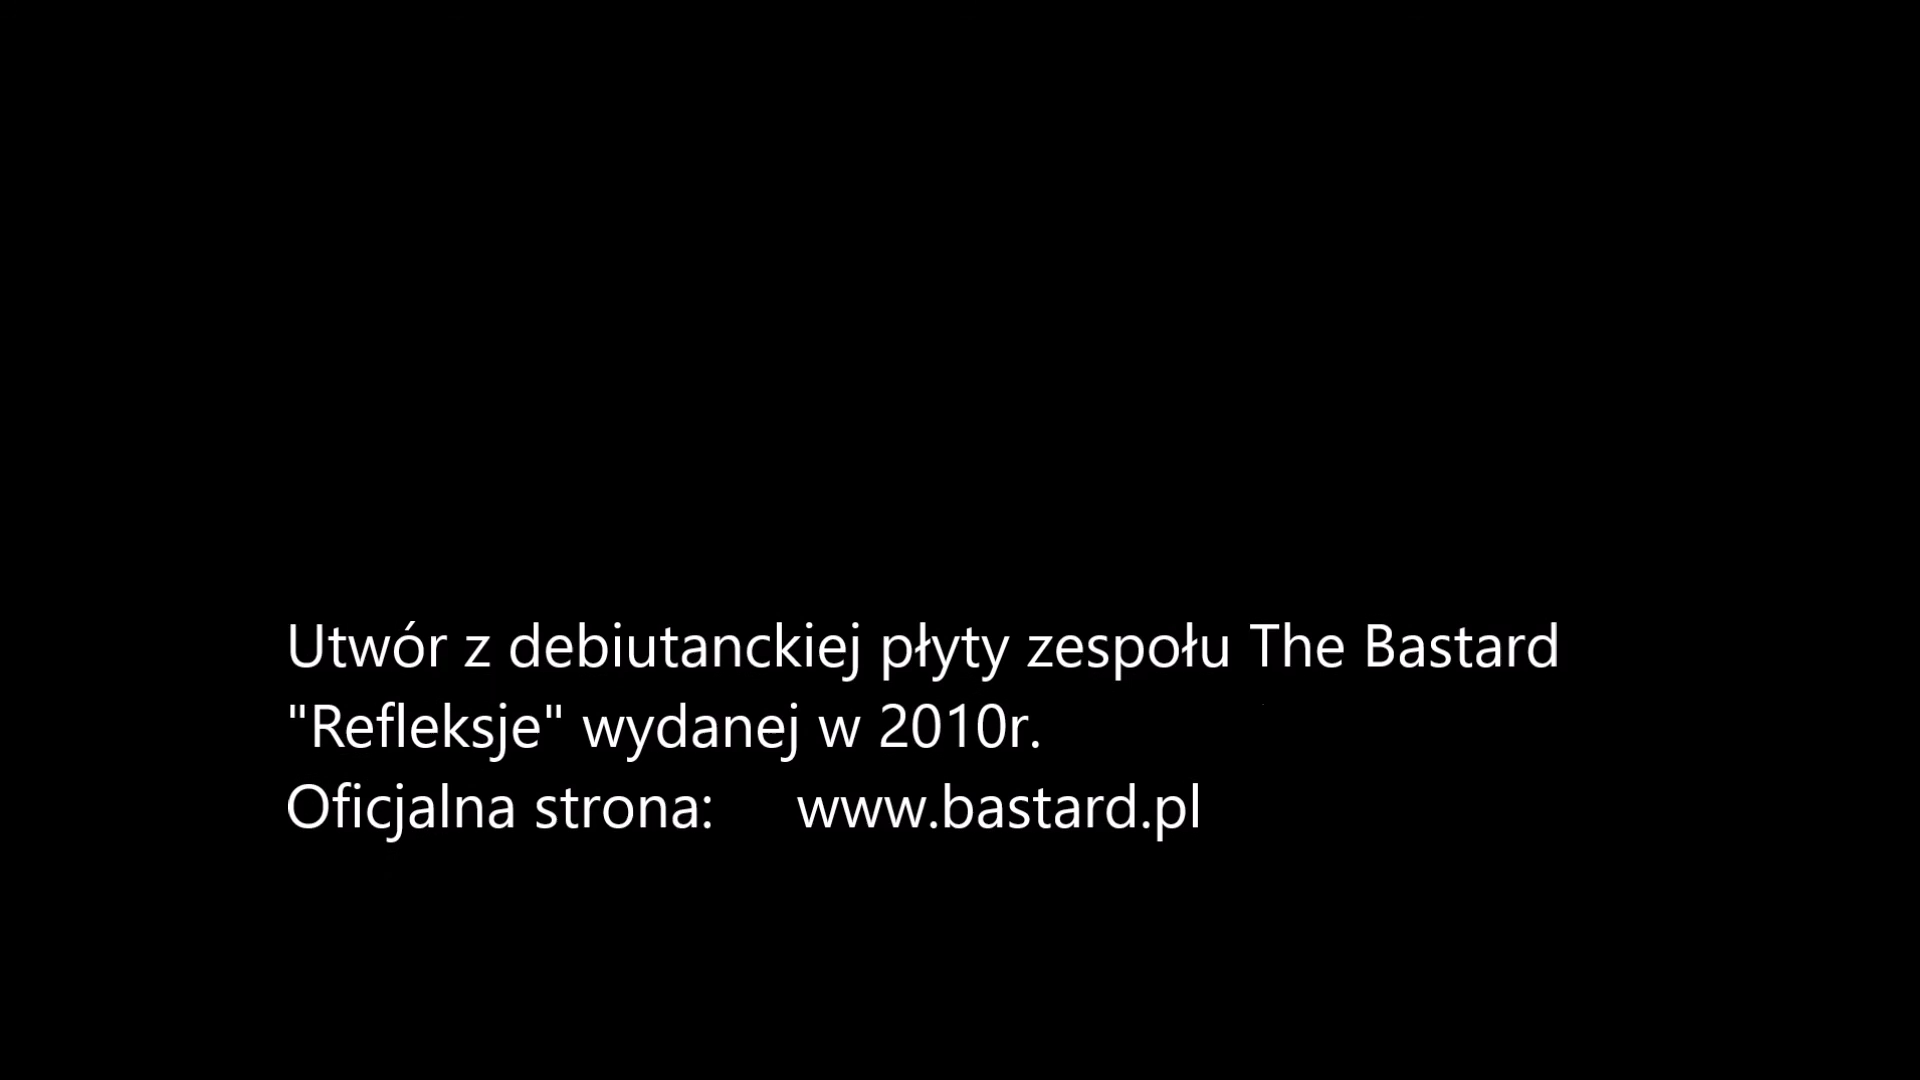 Utwór z debiutanckiej płyty zespołu The Bastard
"Refleksje" wydanej w 2010r.
Oficjalna strona: www.bastard.pl